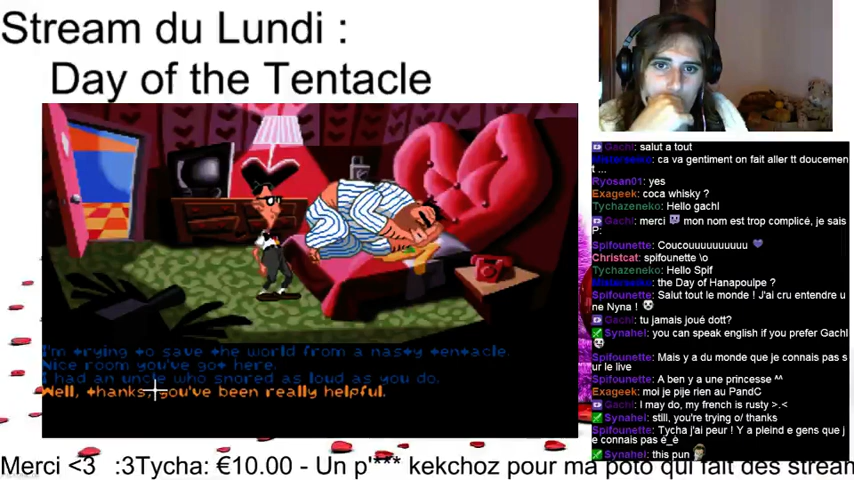 Stream du Lundi :
Day of the Tentacle
I'm trying to save the world from a nasty tentacle.
Nice room you've got here.
I had an uncle who snored as loud as you do.
Well, thanks, you've been really helpful.
Gachl: salut a tout
ca va gentiment on fait aller tt doucement ...
Ryosan01: yes
Exageek: coca whisky ?
Tychazeneko: Hello gachl
Gachl: merci mon nom est trop complicé, je sais
P:
Spifounette: Coucouuuuuuuuuu
Christcat: spifounette \o
Tychazeneko: Hello Spif
the Day of Hanapoulpe ?
Spifounette: Salut tout le monde ! J'ai cru entendre u
ne Nyna !
Gachl: tu jamais joué dott?
Synahel: you can speak english if you prefer Gachl
Spifounette: Mais y a du monde que je connais pas s
ur le live
Spifounette: A ben y a une princesse ^^
Exageek: moi je pije rien au PandC
Gachl: I may do, my french is rusty >.<
Synahel: still, you're trying o/ thanks
Spifounette: Tycha j'ai peur ! Y a pleind e gens que j
e connais pas é_è
Synahel: this pun
Merci <3 :3Tycha: €10.00 - Un p'*** kekchoz pour ma poto qui fait des stream